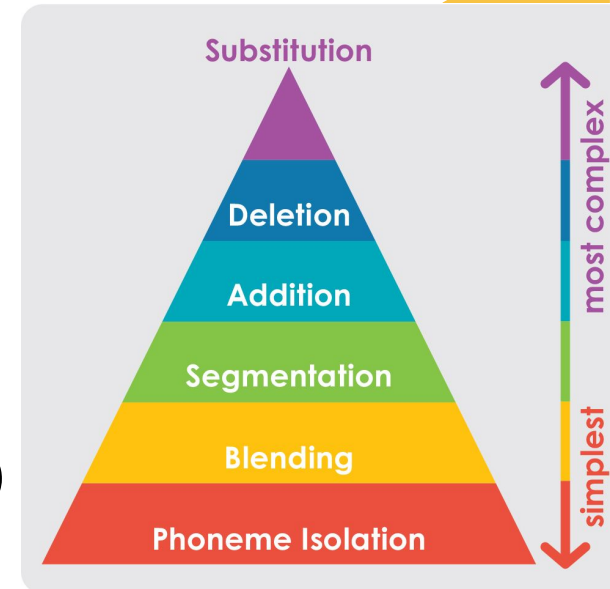 Substitution
Deletion
Addition
Segmentation
Blending
Phoneme Isolation
most complex
simplest